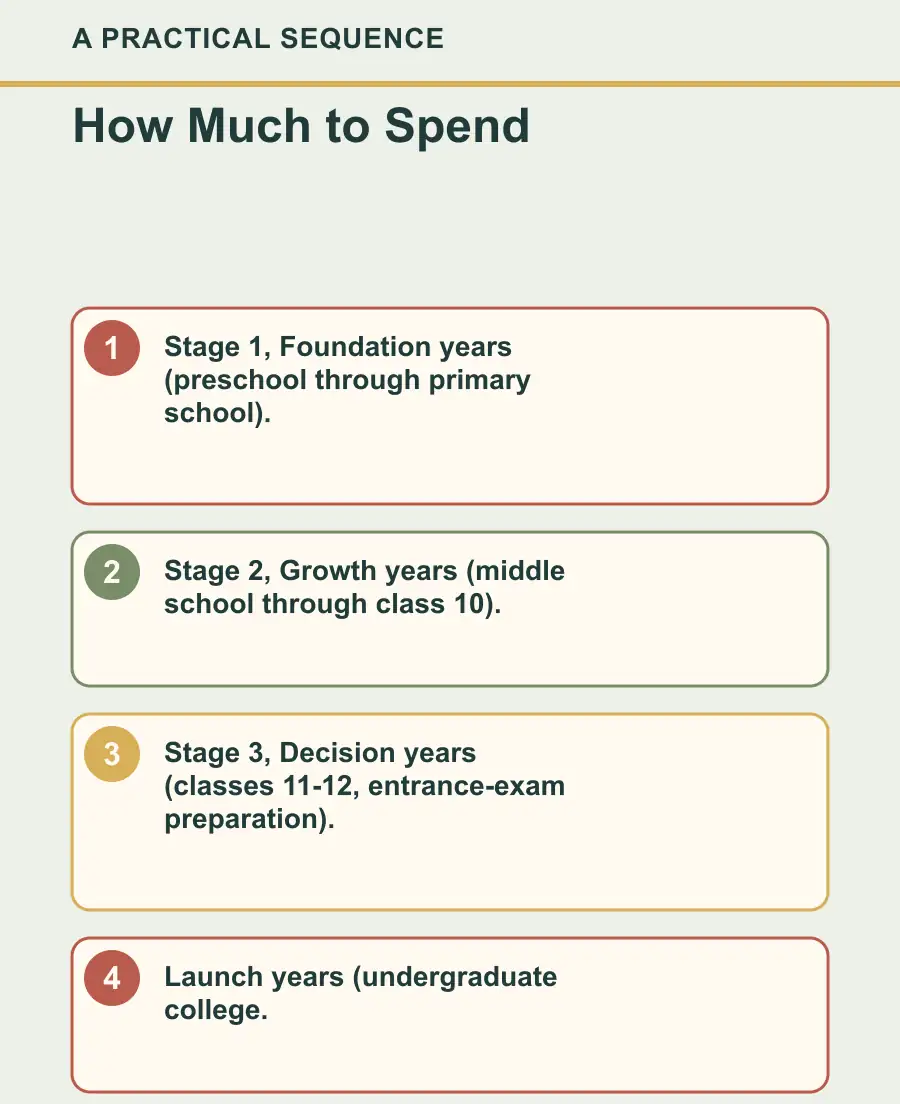 A PRACTICAL SEQUENCE
How Much to Spend
1
Stage 1, Foundation years
(preschool through primary
school).
2
Stage 2, Growth years (middle
school through class 10).
3
Stage 3, Decision years
(classes 11-12, entrance-exam
preparation).
4
Launch years (undergraduate
college.